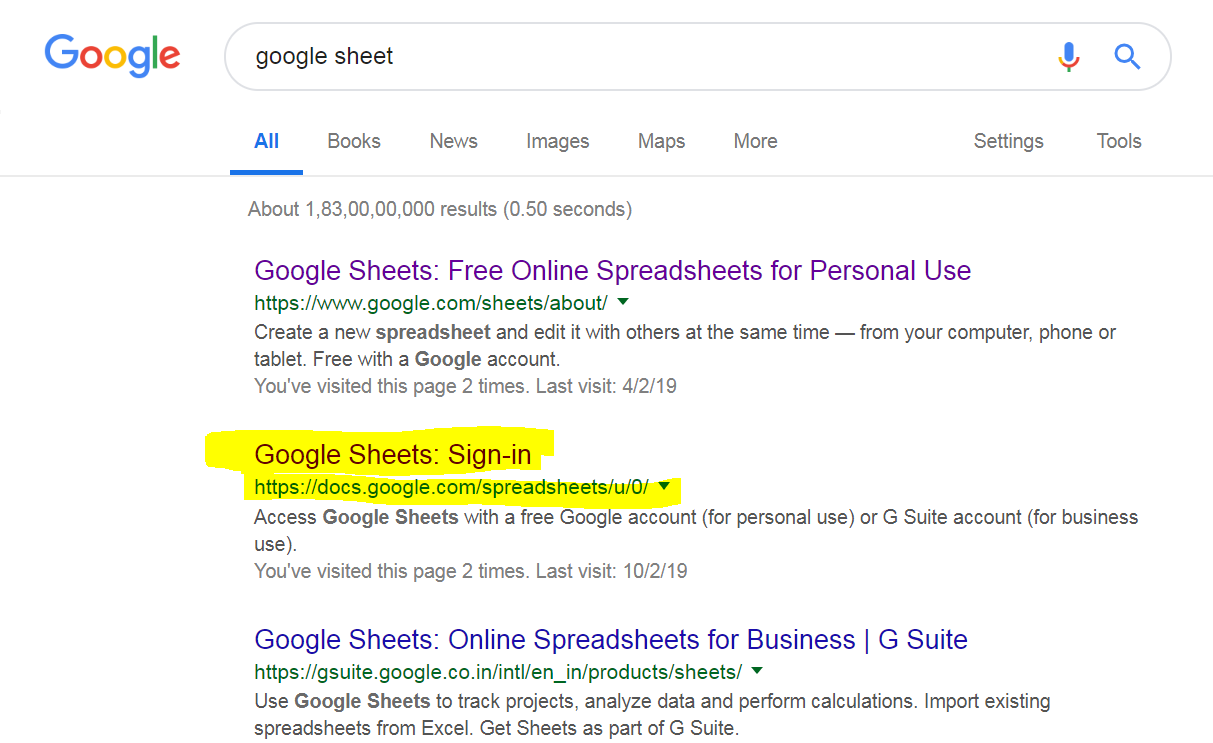 Google
google sheet
All Books News Images Maps More Settings Tools
About 1,83,00,00,000 results (0.50 seconds)
Google Sheets: Free Online Spreadsheets for Personal Use
https://www.google.com/sheets/about/
Create a new spreadsheet and edit it with others at the same time — from your computer, phone or
tablet. Free with a Google account.
You've visited this page 2 times. Last visit: 4/2/19
Google Sheets: Sign-in
https://docs.google.com/spreadsheets/u/0/
Access Google Sheets with a free Google account (for personal use) or G Suite account (for business
use).
You've visited this page 2 times. Last visit: 10/2/19
Google Sheets: Online Spreadsheets for Business | G Suite
https://gsuite.google.co.in/intl/en_in/products/sheets/
Use Google Sheets to track projects, analyze data and perform calculations. Import existing
spreadsheets from Excel. Get Sheets as part of G Suite.